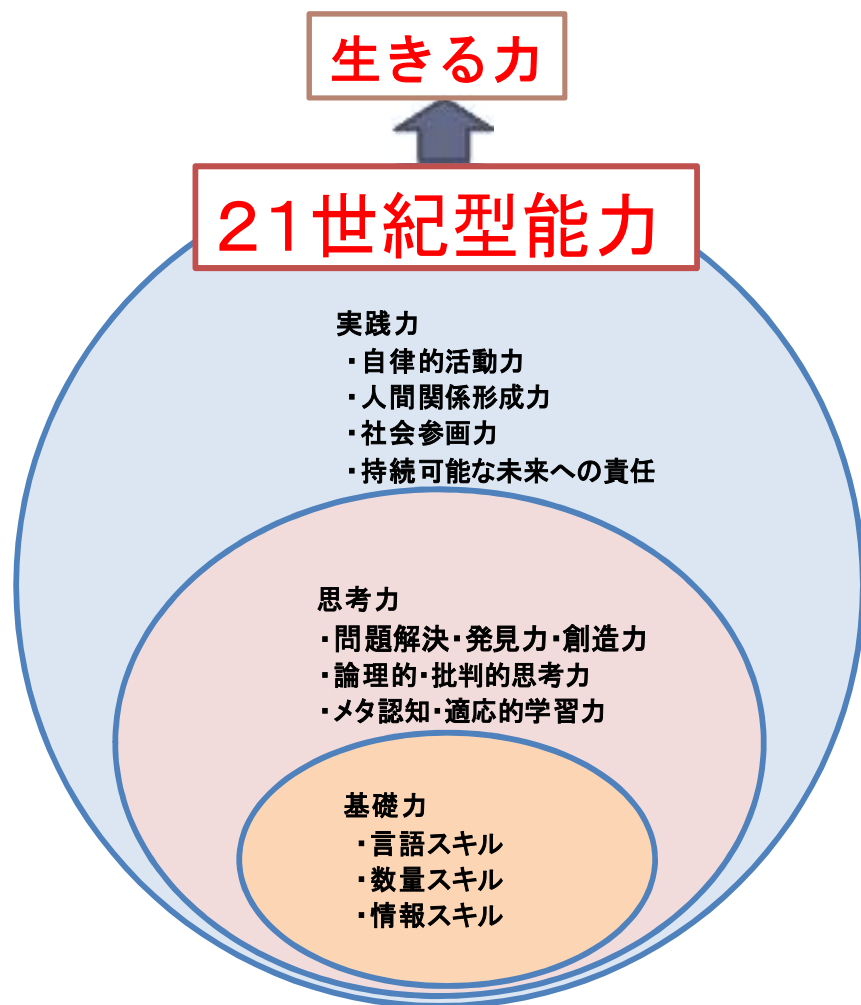 生きる力
21世紀型能力
実践力
・自律的活動力
・人間関係形成力
・社会参画力
・持続可能な未来への責任
思考力
・問題解決・発見力・創造力
・論理的・批判的思考力
・メタ認知・適応的学習力
基礎力
・言語スキル
・数量スキル
・情報スキル